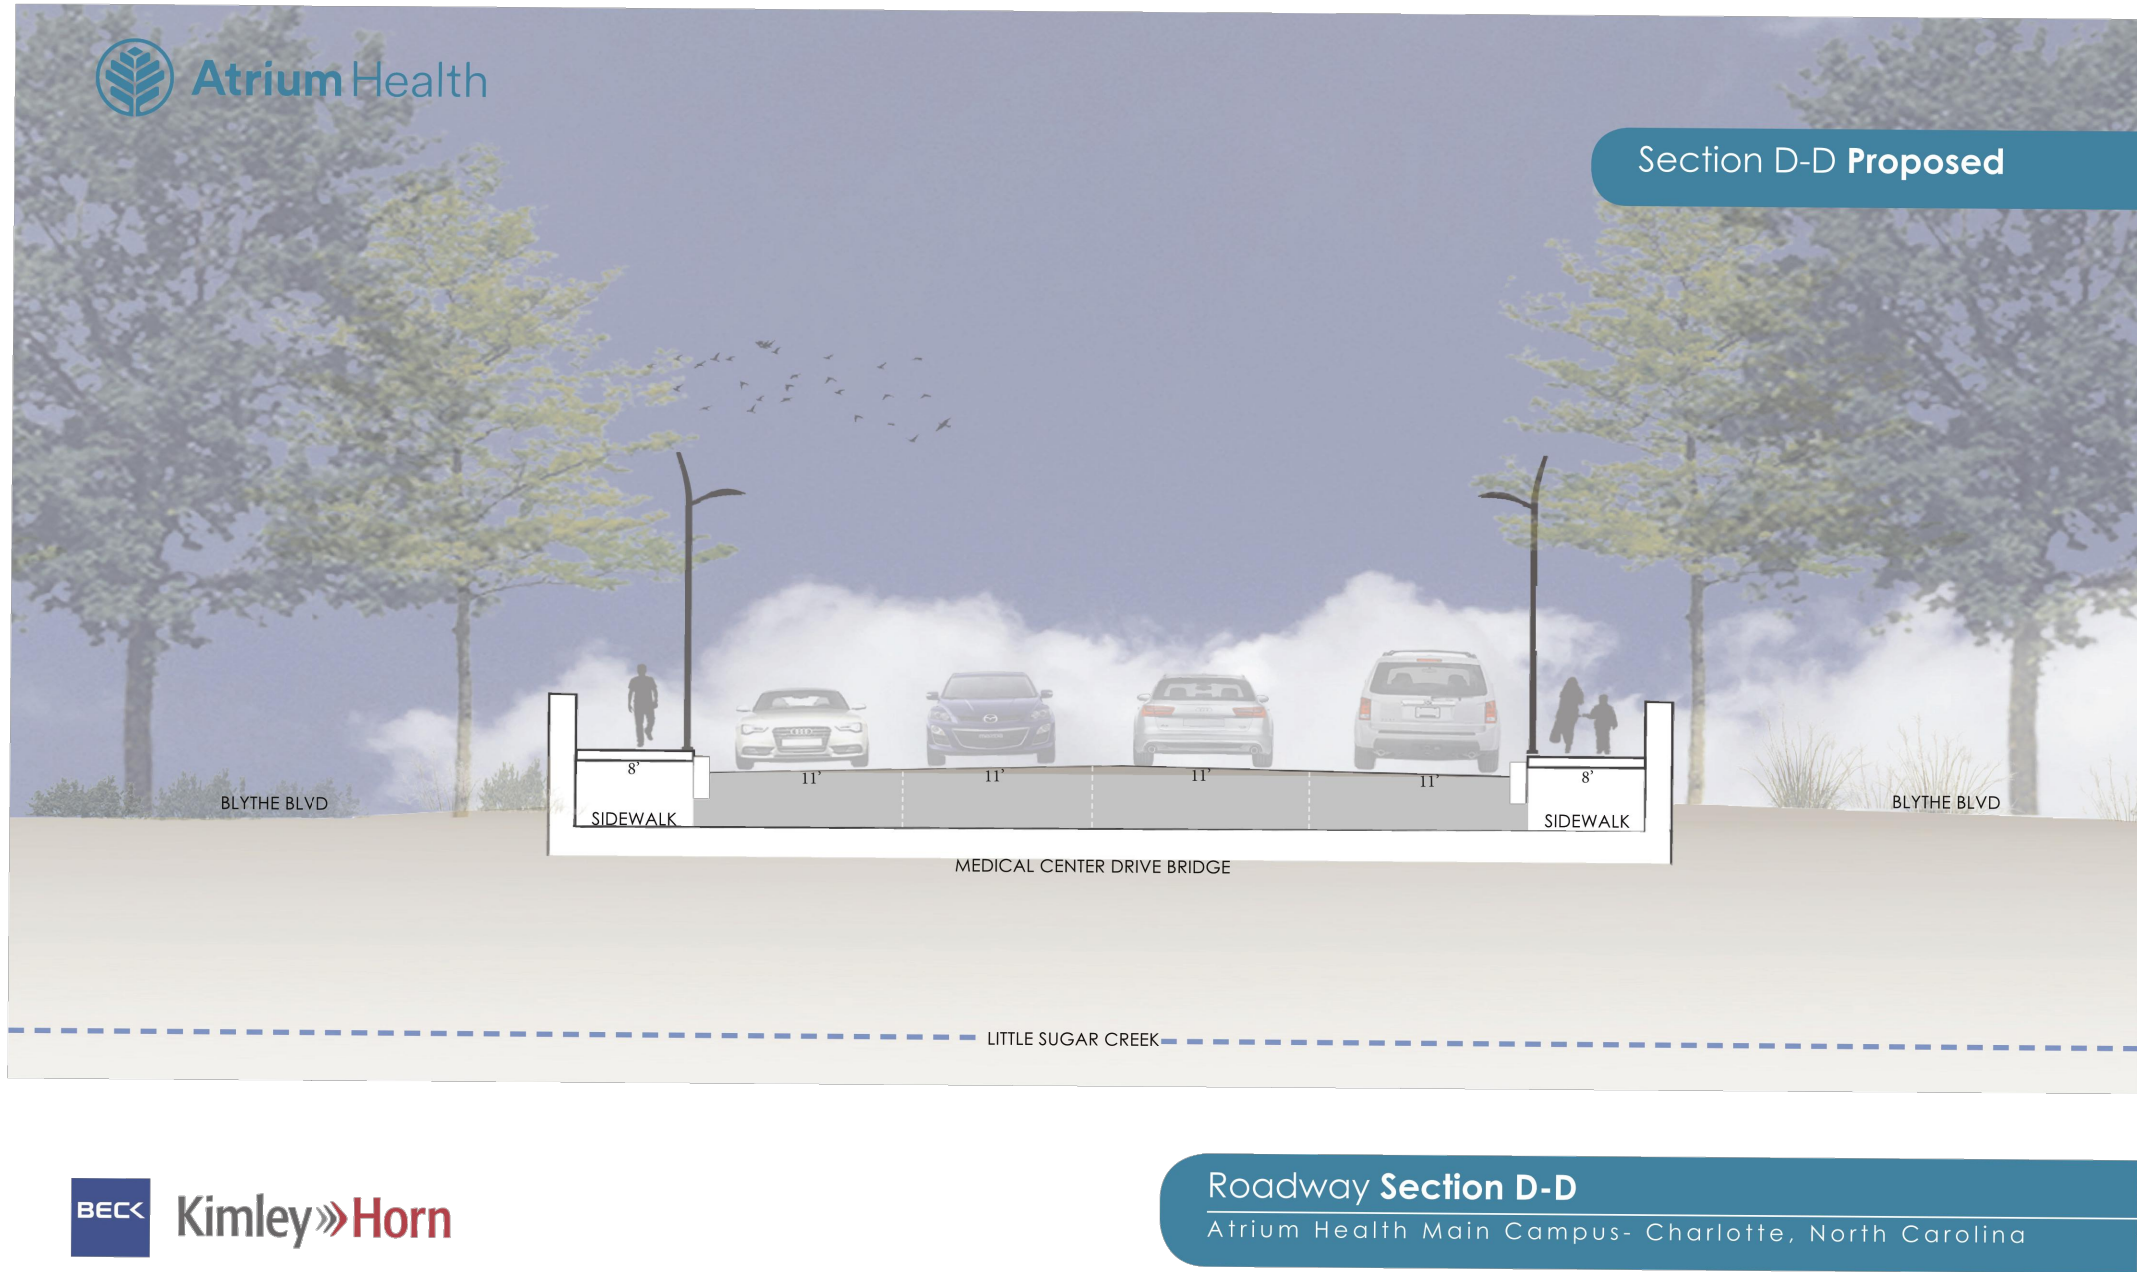 Atrium Health
Section D-D Proposed
8'
11'
11'
11'
11'
8'
BLYTHE BLVD
SIDEWALK
SIDEWALK
BLYTHE BLVD
MEDICAL CENTER DRIVE BRIDGE
LITTLE SUGAR CREEK
BECK
Kimley»Horn
Roadway Section D-D
Atrium Health Main Campus- Charlotte, North Carolina